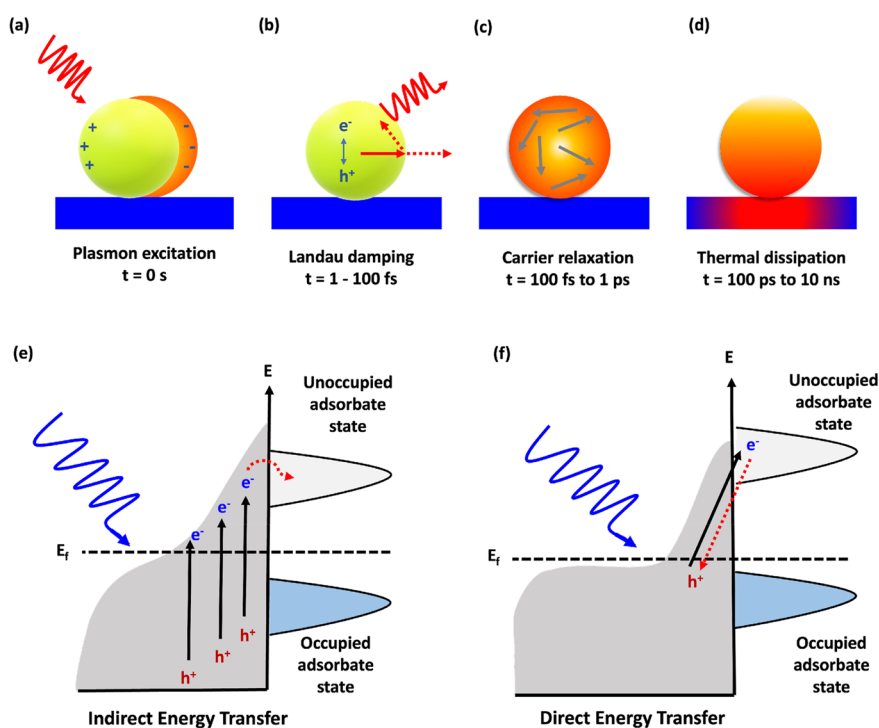 (a)
(b)
(c)
(d)
+
+
+
-
-
-
e-
h+
Plasmon excitation
t = 0 s
Landau damping
t = 1 - 100 fs
Carrier relaxation
t = 100 fs to 1 ps
Thermal dissipation
t = 100 ps to 10 ns
(e)
E
Unoccupied
adsorbate
state
e-
e-
e-
Ef
h+
h+
h+
Occupied
adsorbate
state
Indirect Energy Transfer
(f)
E
Unoccupied
adsorbate
state
e-
Ef
h+
Occupied
adsorbate
state
Direct Energy Transfer